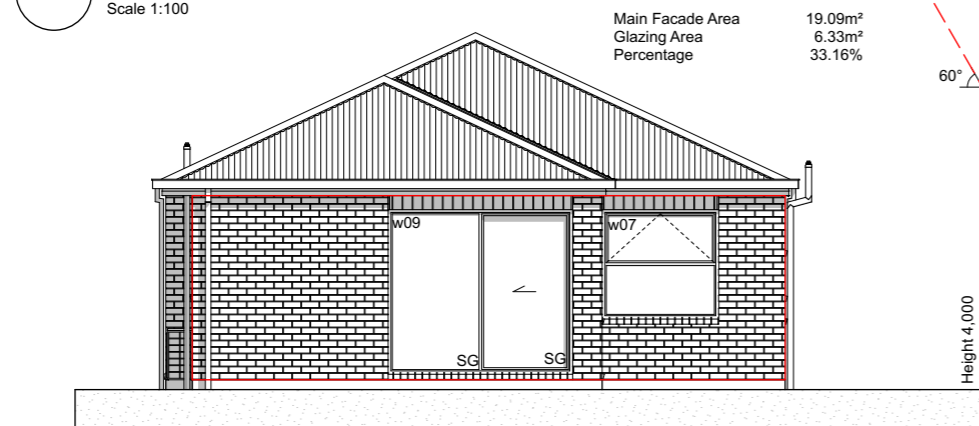 Scale 1:100
Main Facade Area 19.09m²
Glazing Area 6.33m²
Percentage 33.16%
60°
w09
w07
SG
SG
Height 4,000